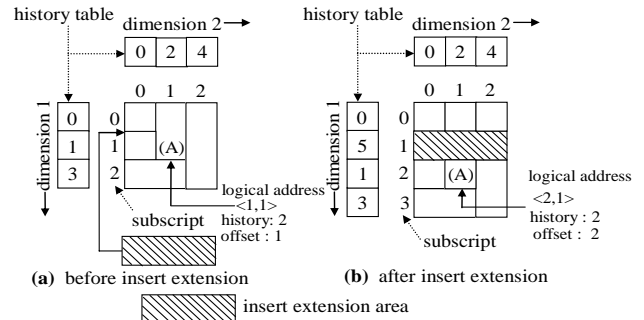 history table
dimension 2
0 2 4
0 1 2
dimension 1
0
1
3
0
1
2
(A)
logical address
<1,1>
history: 2
offset : 1
subscript
(a) before insert extension
history table
dimension 2
0 2 4
0 1 2
dimension 1
0
5
1
3
0
1
2
3
(A)
logical address
<2,1>
history : 2
offset : 2
subscript
(b) after insert extension
insert extension area